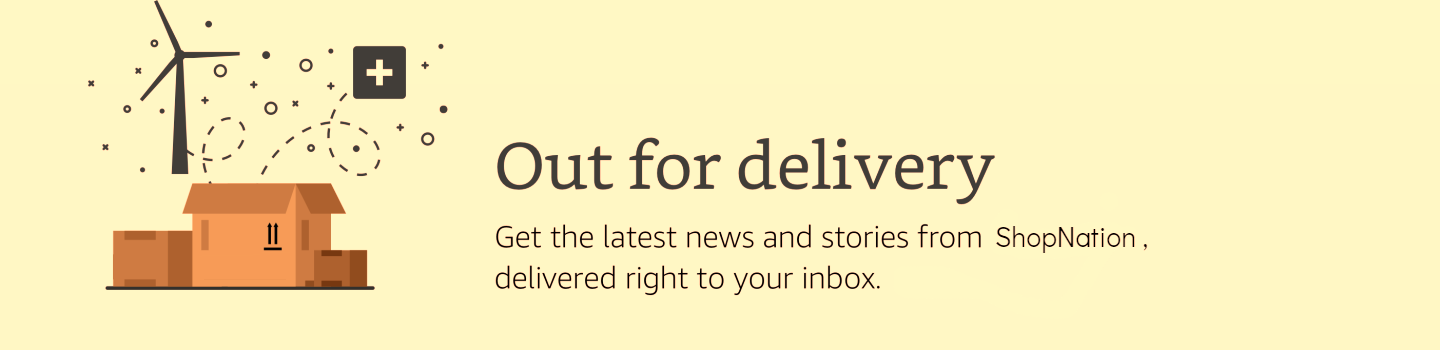 Out for delivery
Get the latest news and stories from ShopNation ,
delivered right to your inbox.